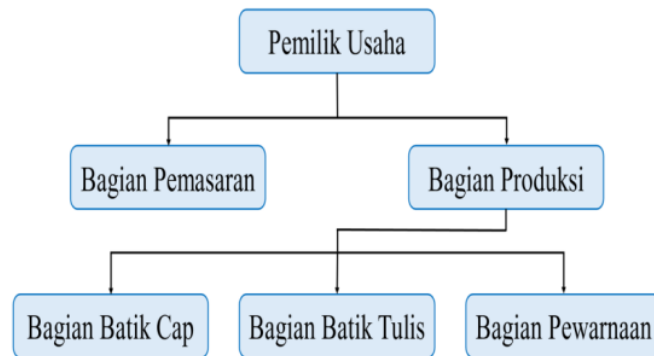 Pemilik Usaha
Bagian Pemasaran
Bagian Produksi
Bagian Batik Cap
Bagian Batik Tulis
Bagian Pewarnaan